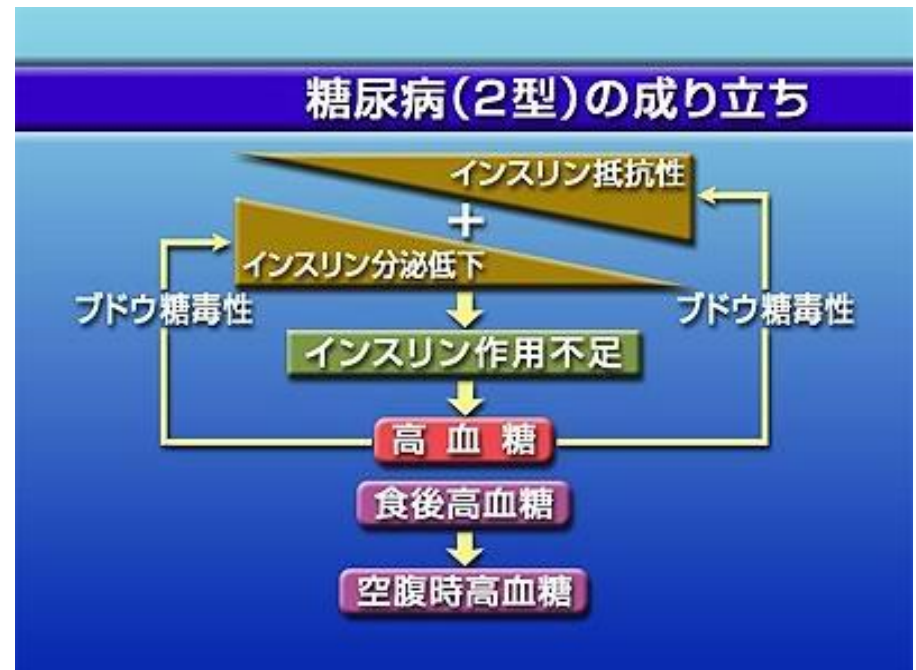 糖尿病(2型)の成り立ち
インスリン抵抗性
+
インスリン分泌低下
ブドウ糖毒性
ブドウ糖毒性
インスリン作用不足
高血糖
食後高血糖
空腹時高血糖